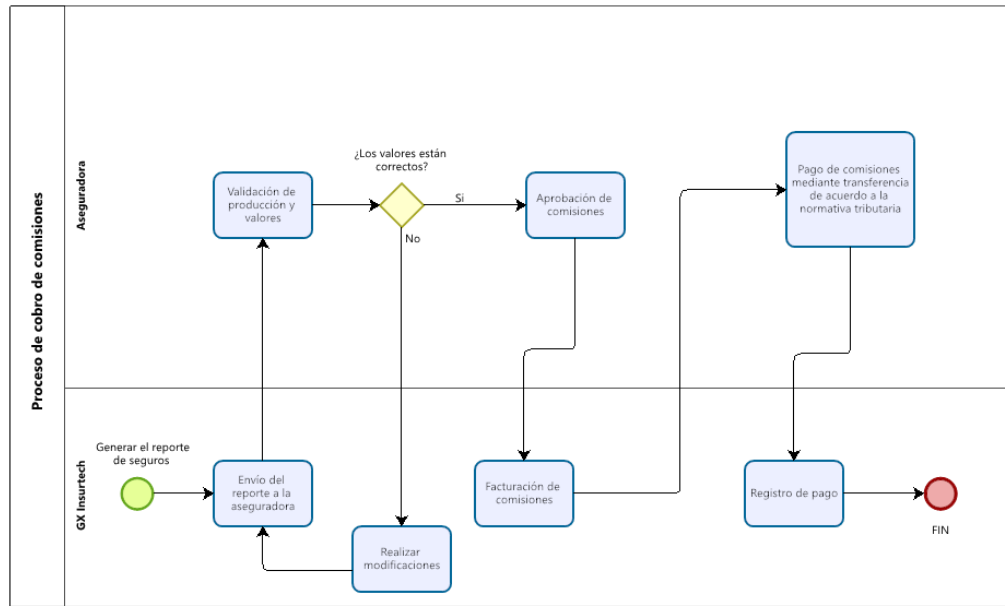 Proceso de cobro de comisiones
Aseguradora
¿Los valores están
correctos?
Validación de
producción y
valores
Si
No
Aprobación de
comisiones
Pago de comisiones
mediante transferencia
de acuerdo a la
normativa tributaria
GX Insurtech
Generar el reporte
de seguros
Envío del
reporte a la
aseguradora
Realizar
modificaciones
Facturación de
comisiones
Registro de pago
FIN